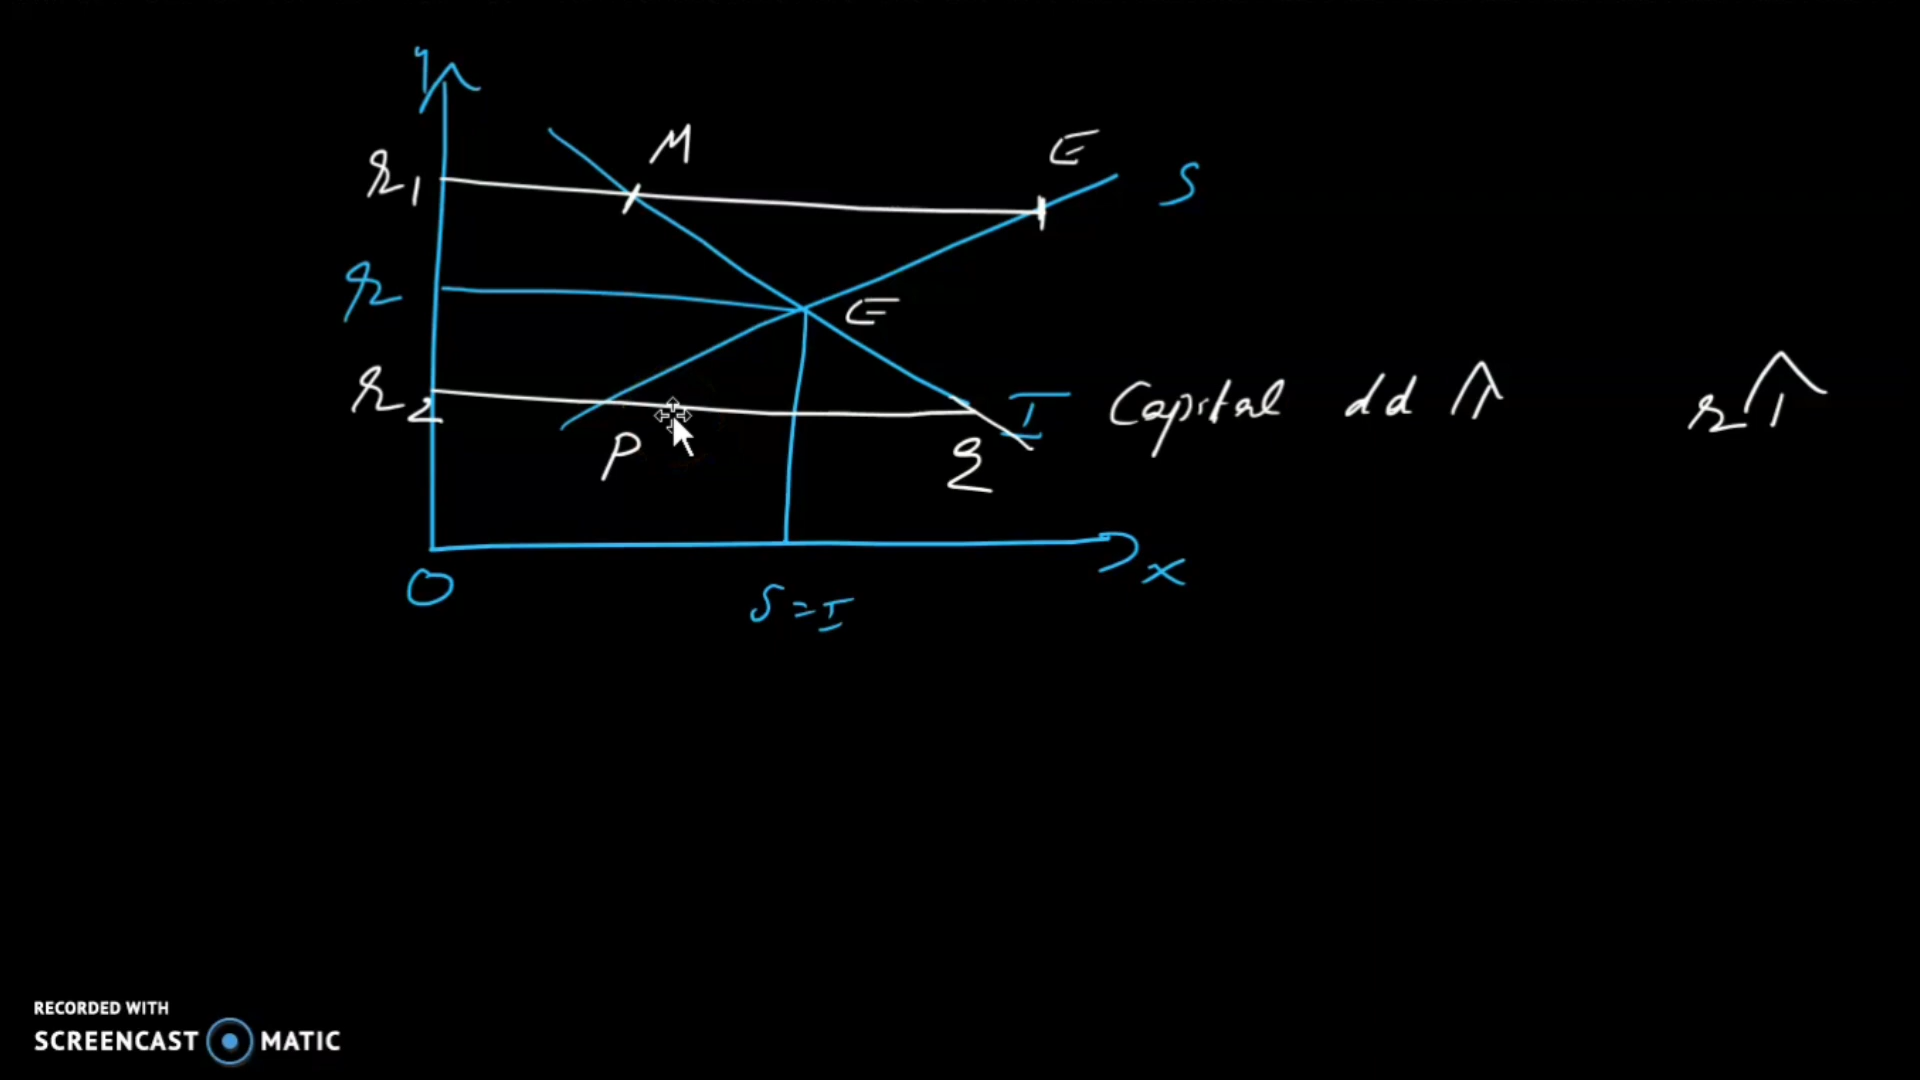 y
M
E
r1
S
r
E
r2
I Capital dd ↑ r ↑
P
Q
O
x
S = I
RECORDED WITH
SCREENCAST MATIC